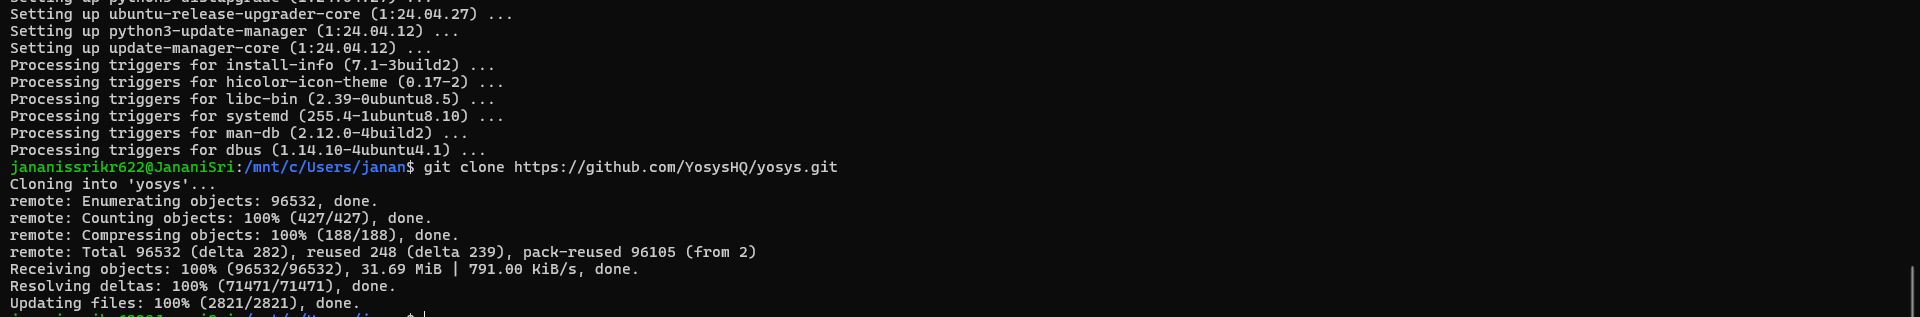 Setting up ubuntu-release-upgrader-core (1:24.04.27) ...
Setting up python3-update-manager (1:24.04.12) ...
Setting up update-manager-core (1:24.04.12) ...
Processing triggers for install-info (7.1-3build2) ...
Processing triggers for hicolor-icon-theme (0.17-2) ...
Processing triggers for libc-bin (2.39-0ubuntu8.5) ...
Processing triggers for systemd (255.4-1ubuntu8.10) ...
Processing triggers for man-db (2.12.0-4build2) ...
Processing triggers for dbus (1.14.10-4ubuntu4.1) ...
jananissrikr622@JananiSri:/mnt/c/Users/janan$ git clone https://github.com/YosysHQ/yosys.git
Cloning into 'yosys'...
remote: Enumerating objects: 96532, done.
remote: Counting objects: 100% (427/427), done.
remote: Compressing objects: 100% (188/188), done.
remote: Total 96532 (delta 282), reused 248 (delta 239), pack-reused 96105 (from 2)
Receiving objects: 100% (96532/96532), 31.69 MiB | 791.00 KiB/s, done.
Resolving deltas: 100% (71471/71471), done.
Updating files: 100% (2821/2821), done.